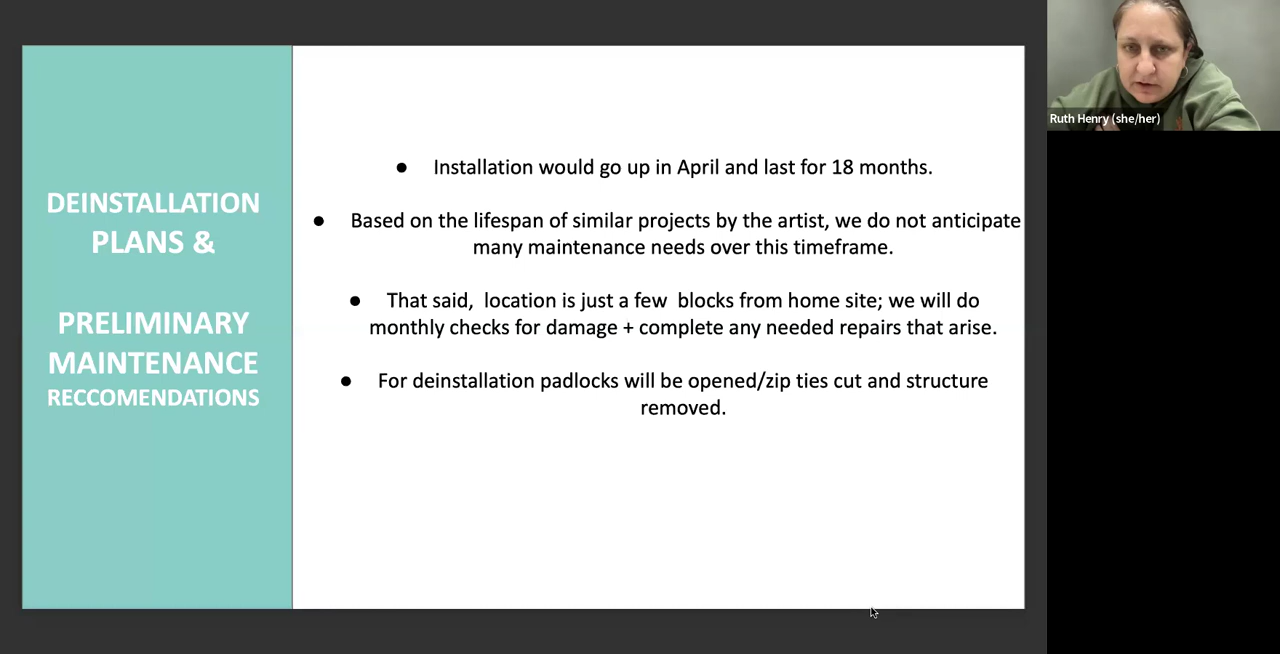 DEINSTALLATION
PLANS &
PRELIMINARY
MAINTENANCE
RECCOMENDATIONS
● Installation would go up in April and last for 18 months.
● Based on the lifespan of similar projects by the artist, we do not anticipate
many maintenance needs over this timeframe.
● That said,  location is just a few  blocks from home site; we will do
monthly checks for damage + complete any needed repairs that arise.
● For deinstallation padlocks will be opened/zip ties cut and structure
removed.
Ruth Henry (she/her)